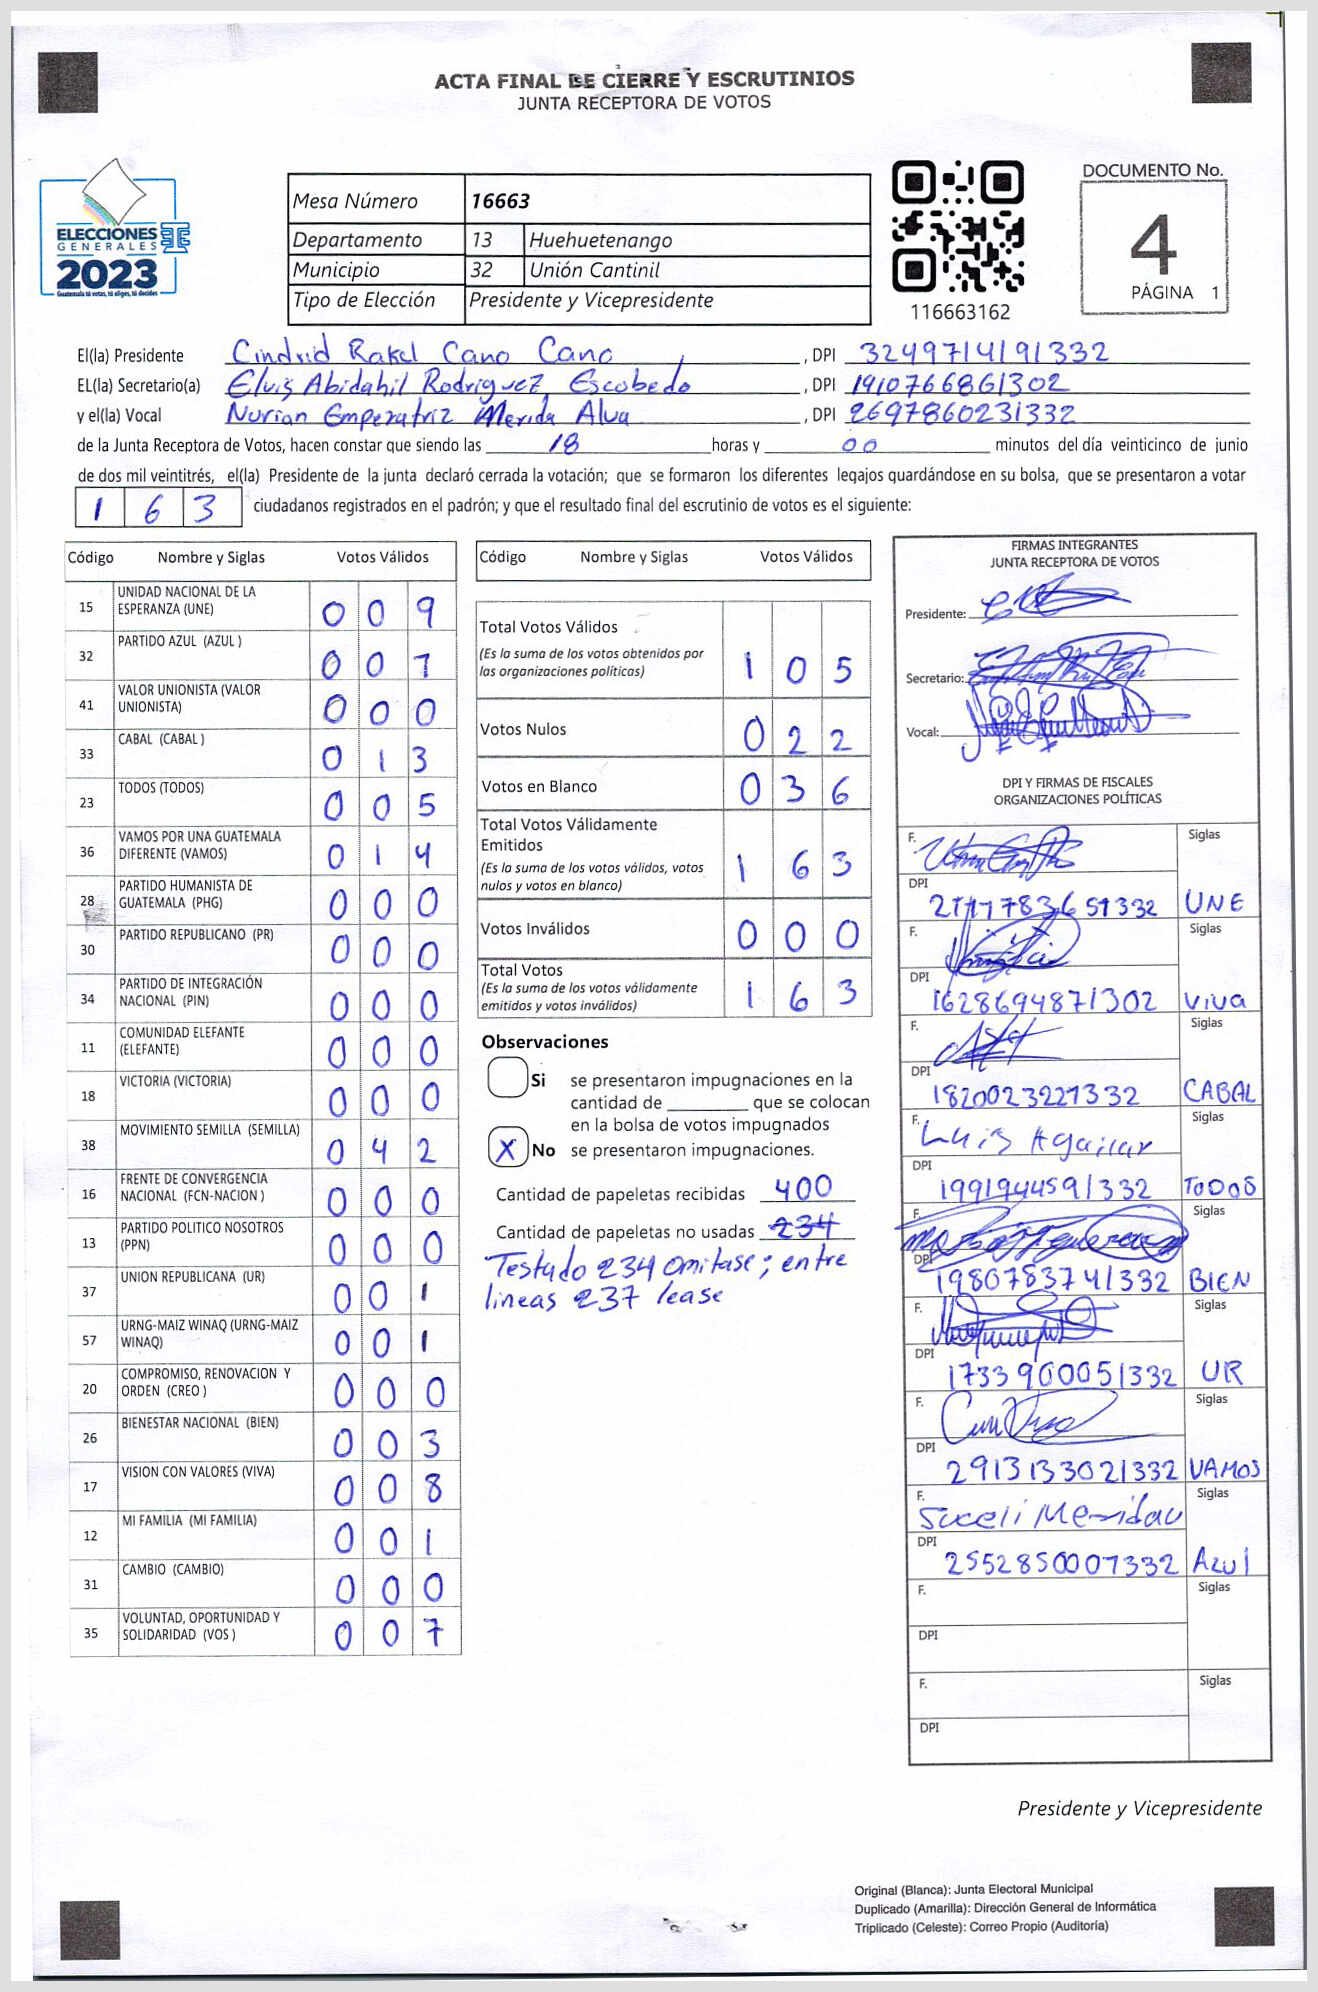 ACTA FINAL DE CIERRE Y ESCRUTINIOS
JUNTA RECEPTORA DE VOTOS
ELECCIONES
GENERALES
2023
Guatemala tú votas, tú eliges, tú decides
Mesa Número 16663
Departamento 13 Huehuetenango
Municipio 32 Unión Cantinil
Tipo de Elección Presidente y Vicepresidente
116663162
DOCUMENTO No.
4
PÁGINA 1
El(la) Presidente Cindrid Rakel Cano Cano, DPI 3249714191332
EL(la) Secretario(a) Elvis Abidahil Rodriguez Escobedo, DPI 1910766861302
y el(la) Vocal Nurian Emperatriz Merida Alva, DPI 2697860231332
de la Junta Receptora de Votos, hacen constar que siendo las 18 horas y 00 minutos del día veinticinco de junio
de dos mil veintitrés, el(la) Presidente de la junta declaró cerrada la votación; que se formaron los diferentes legajos guardándose en su bolsa, que se presentaron a votar
1 6 3 ciudadanos registrados en el padrón; y que el resultado final del escrutinio de votos es el siguiente:
Código Nombre y Siglas Votos Válidos
15 UNIDAD NACIONAL DE LA ESPERANZA (UNE) 0 0 9
32 PARTIDO AZUL (AZUL ) 0 0 1
41 VALOR UNIONISTA (VALOR UNIONISTA) 0 0 0
33 CABAL (CABAL ) 0 1 3
23 TODOS (TODOS) 0 0 5
36 VAMOS POR UNA GUATEMALA DIFERENTE (VAMOS) 0 1 4
28 PARTIDO HUMANISTA DE GUATEMALA (PHG) 0 0 0
30 PARTIDO REPUBLICANO (PR) 0 0 0
34 PARTIDO DE INTEGRACIÓN NACIONAL (PIN) 0 0 0
11 COMUNIDAD ELEFANTE (ELEFANTE) 0 0 0
18 VICTORIA (VICTORIA) 0 0 0
38 MOVIMIENTO SEMILLA (SEMILLA) 0 4 2
16 FRENTE DE CONVERGENCIA NACIONAL (FCN-NACION ) 0 0 0
13 PARTIDO POLITICO NOSOTROS (PPN) 0 0 0
37 UNION REPUBLICANA (UR) 0 0 1
57 URNG-MAIZ WINAQ (URNG-MAIZ WINAQ) 0 0 1
20 COMPROMISO, RENOVACION Y ORDEN (CREO ) 0 0 0
26 BIENESTAR NACIONAL (BIEN) 0 0 3
17 VISION CON VALORES (VIVA) 0 0 8
12 MI FAMILIA (MI FAMILIA) 0 0 1
31 CAMBIO (CAMBIO) 0 0 0
35 VOLUNTAD, OPORTUNIDAD Y SOLIDARIDAD (VOS ) 0 0 7
Código Nombre y Siglas Votos Válidos
Total Votos Válidos 1 0 5
(Es la suma de los votos obtenidos por
las organizaciones políticas)
Votos Nulos 0 2 2
Votos en Blanco 0 3 6
Total Votos Válidamente
Emitidos 1 6 3
(Es la suma de los votos válidos, votos
nulos y votos en blanco)
Votos Inválidos 0 0 0
Total Votos 1 6 3
(Es la suma de los votos válidamente
emitidos y votos inválidos)
Observaciones
Si se presentaron impugnaciones en la
cantidad de ________ que se colocan
en la bolsa de votos impugnados
X No se presentaron impugnaciones.
Cantidad de papeletas recibidas 400
Cantidad de papeletas no usadas 234
Testado 234 omitase; entre
lineas 237 lease
FIRMAS INTEGRANTES
JUNTA RECEPTORA DE VOTOS
Presidente:
Secretario:
Vocal:
DPI Y FIRMAS DE FISCALES
ORGANIZACIONES POLÍTICAS
F. Siglas
DPI UNE
F. Siglas
DPI 1628694871302 Viva
F. Siglas
DPI 1820023221332 CABAL
F. Luis Aguilar Siglas
DPI 1991944591332 TODOS
F. Siglas
DPI 1980783741332 BIEN
F. Siglas
DPI 1733900051332 UR
F. Siglas
DPI 2913133021332 VAMOS
F. Siglas
DPI 2552850007332 Azul
F. Siglas
DPI
F. Siglas
DPI
Presidente y Vicepresidente
Original (Blanca): Junta Electoral Municipal
Duplicado (Amarilla): Dirección General de Informática
Triplicado (Celeste): Correo Propio (Auditoría)